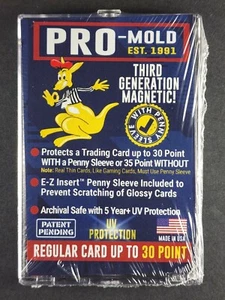 PRO-MOLD
EST. 1991
THIRD
GENERATION
MAGNETIC!
WITH PENNY SLEEVE
• Protects a Trading Card up to 30 Point
WITH a Penny Sleeve or 35 Point WITHOUT
Note: Real Thin Cards, Like Gaming Cards, Must Use Penny Sleeve
• E-Z Insert™ Penny Sleeve Included to
Prevent Scratching of Glossy Cards
• Archival Safe with 5 Year+ UV Protection
PATENT
PENDING
UV
PROTECTION
MADE IN USA
REGULAR CARD UP TO 30 POINT